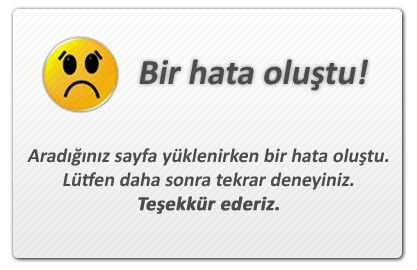 Bir hata oluştu!
Aradığınız sayfa yüklenirken bir hata oluştu.
Lütfen daha sonra tekrar deneyiniz.
Teşekkür ederiz.